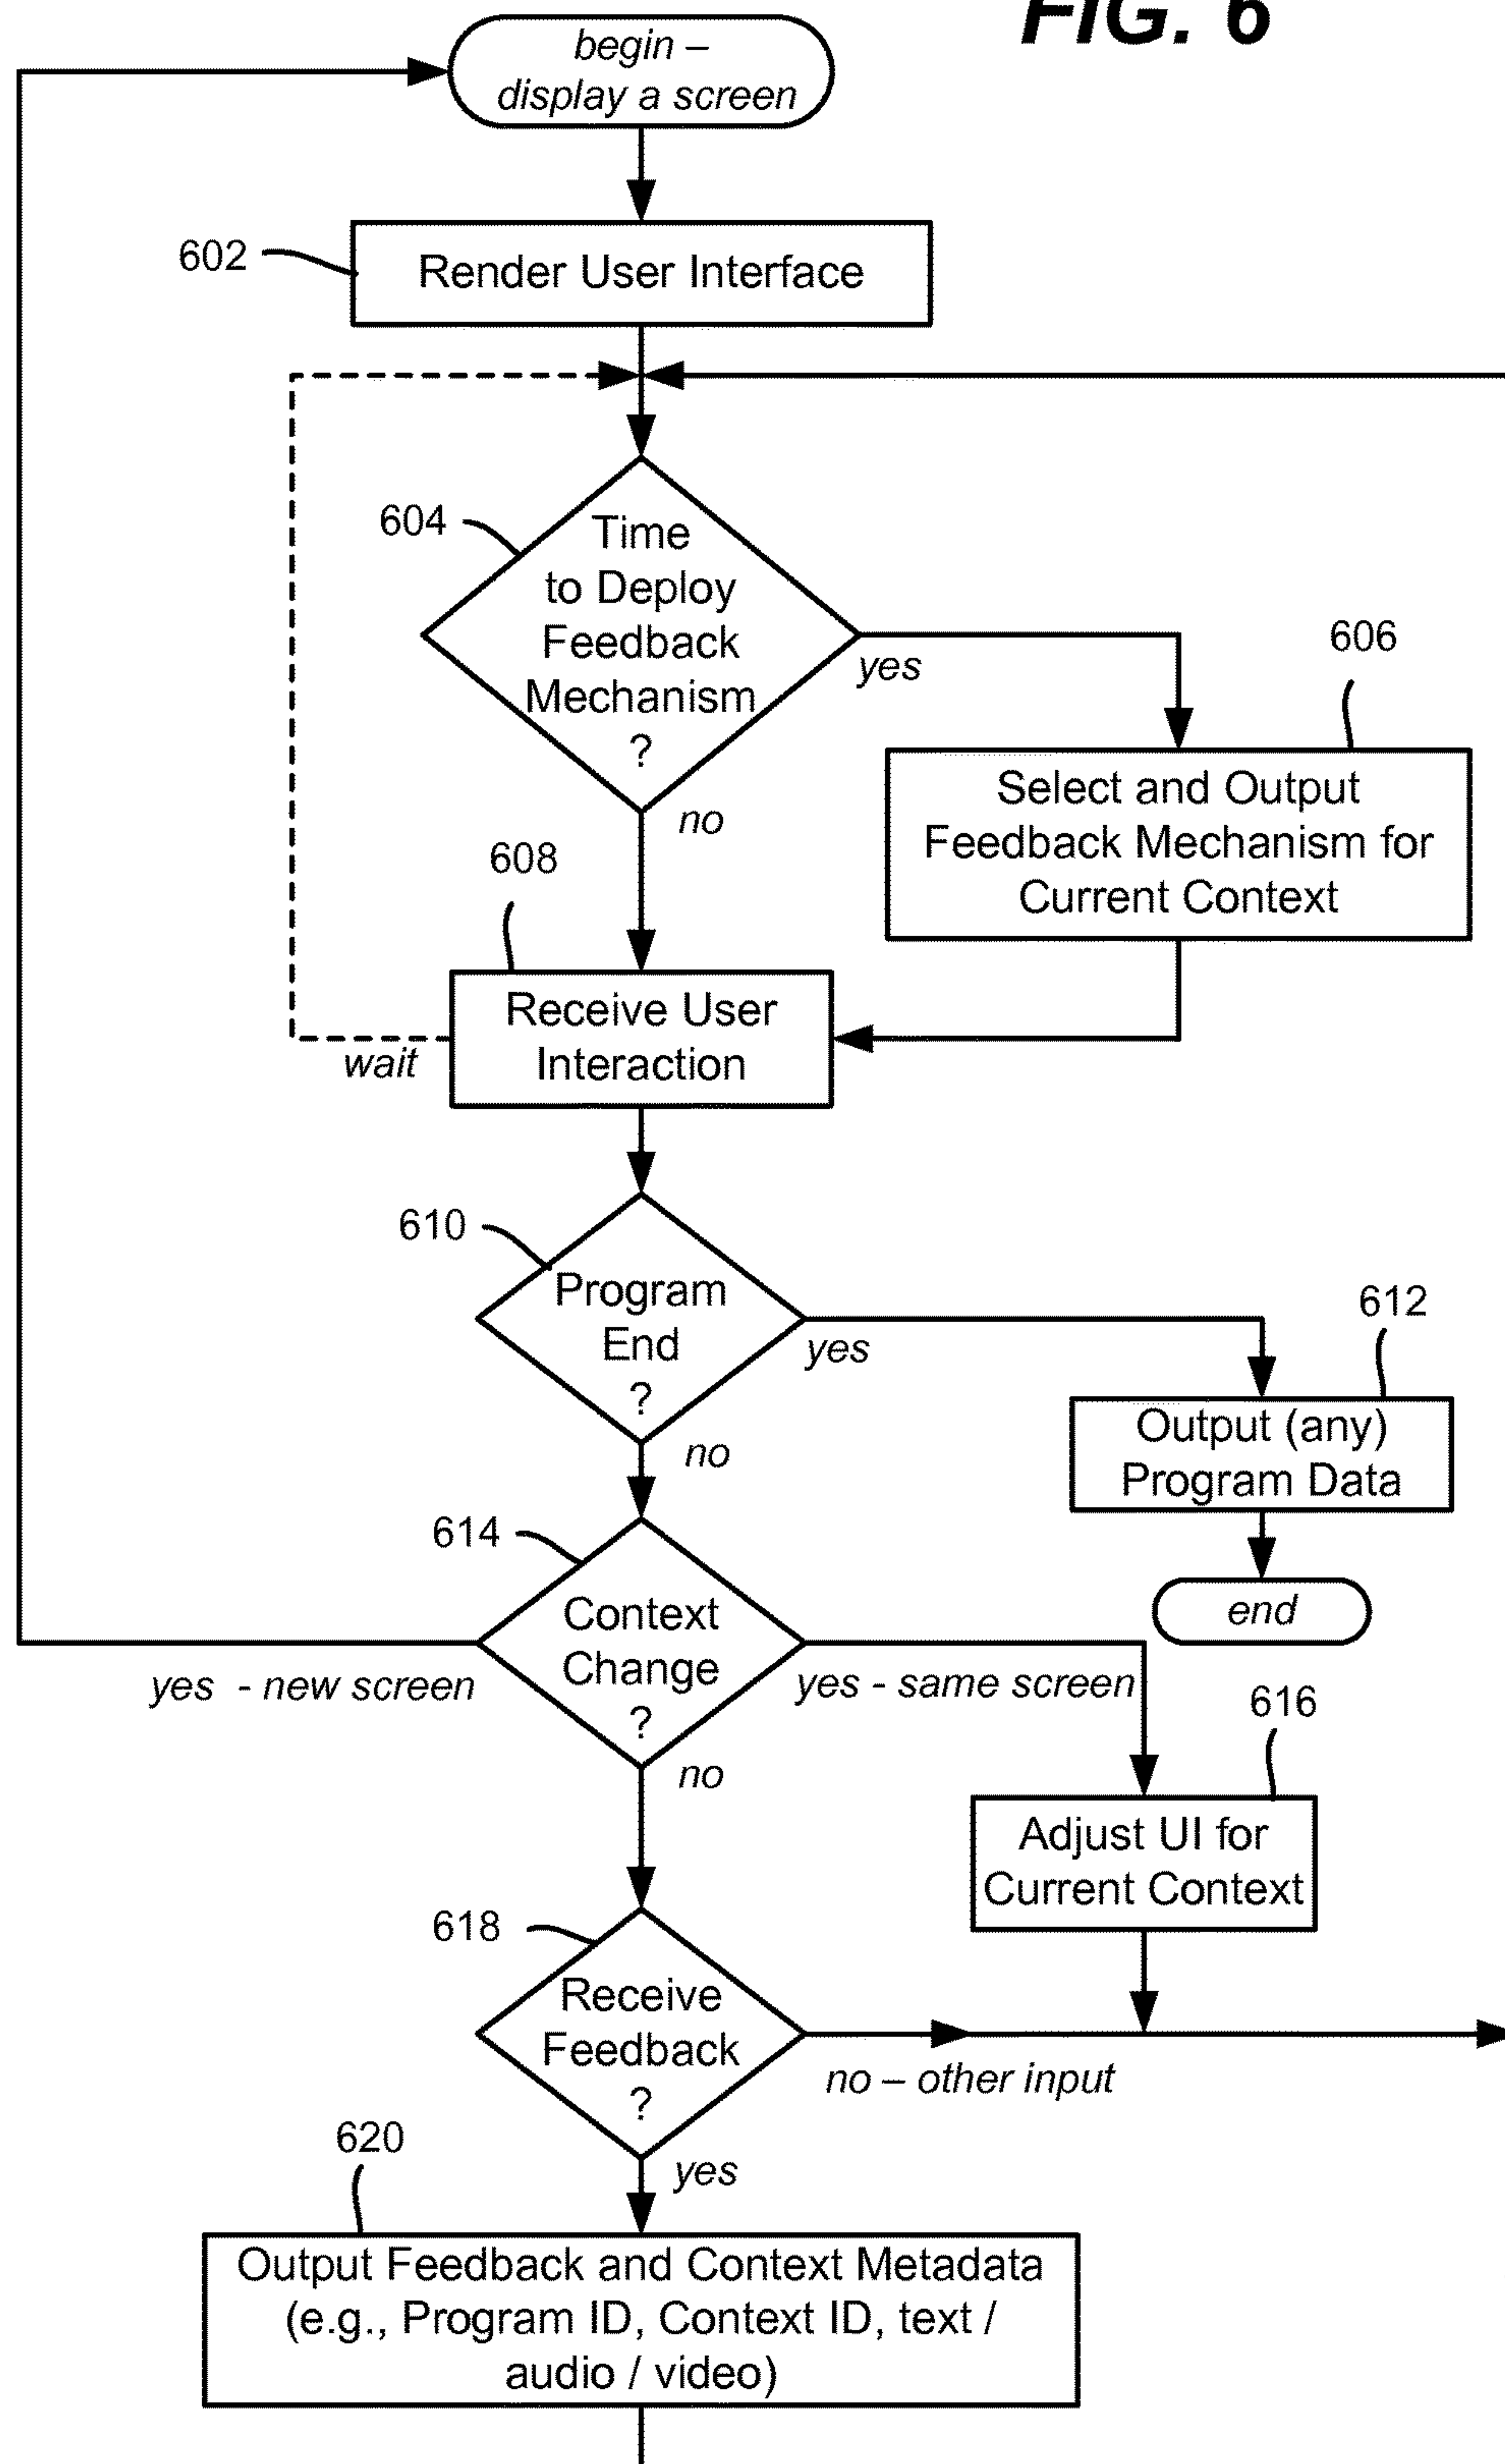 FIG. 6
begin –
display a screen
602
Render User Interface
604
Time
to Deploy
Feedback
Mechanism
?
yes
no
606
Select and Output
Feedback Mechanism for
Current Context
608
Receive User
Interaction
wait
610
Program
End
?
yes
no
612
Output (any)
Program Data
end
614
Context
Change
?
yes - new screen
yes - same screen
no
616
Adjust UI for
Current Context
618
Receive
Feedback
?
no – other input
yes
620
Output Feedback and Context Metadata
(e.g., Program ID, Context ID, text /
audio / video)